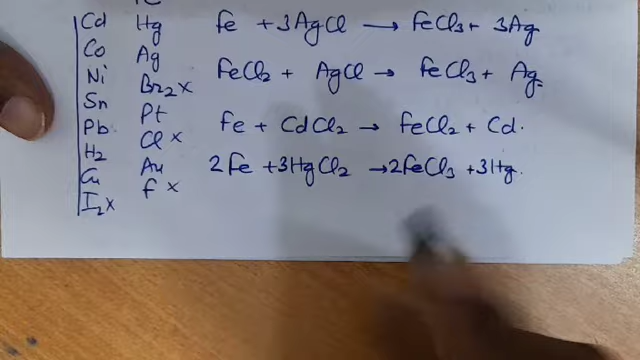 Cd
Co
Ni
Sn
Pb
H2
Cu
I2 x
Hg
Ag
Br2 x
Pt
Cl x
Au
F x
Fe + 3AgCl → FeCl3 + 3Ag
FeCl2 + AgCl → FeCl3 + Ag
Fe + CdCl2 → FeCl2 + Cd.
2Fe + 3HgCl2 → 2FeCl3 + 3Hg.